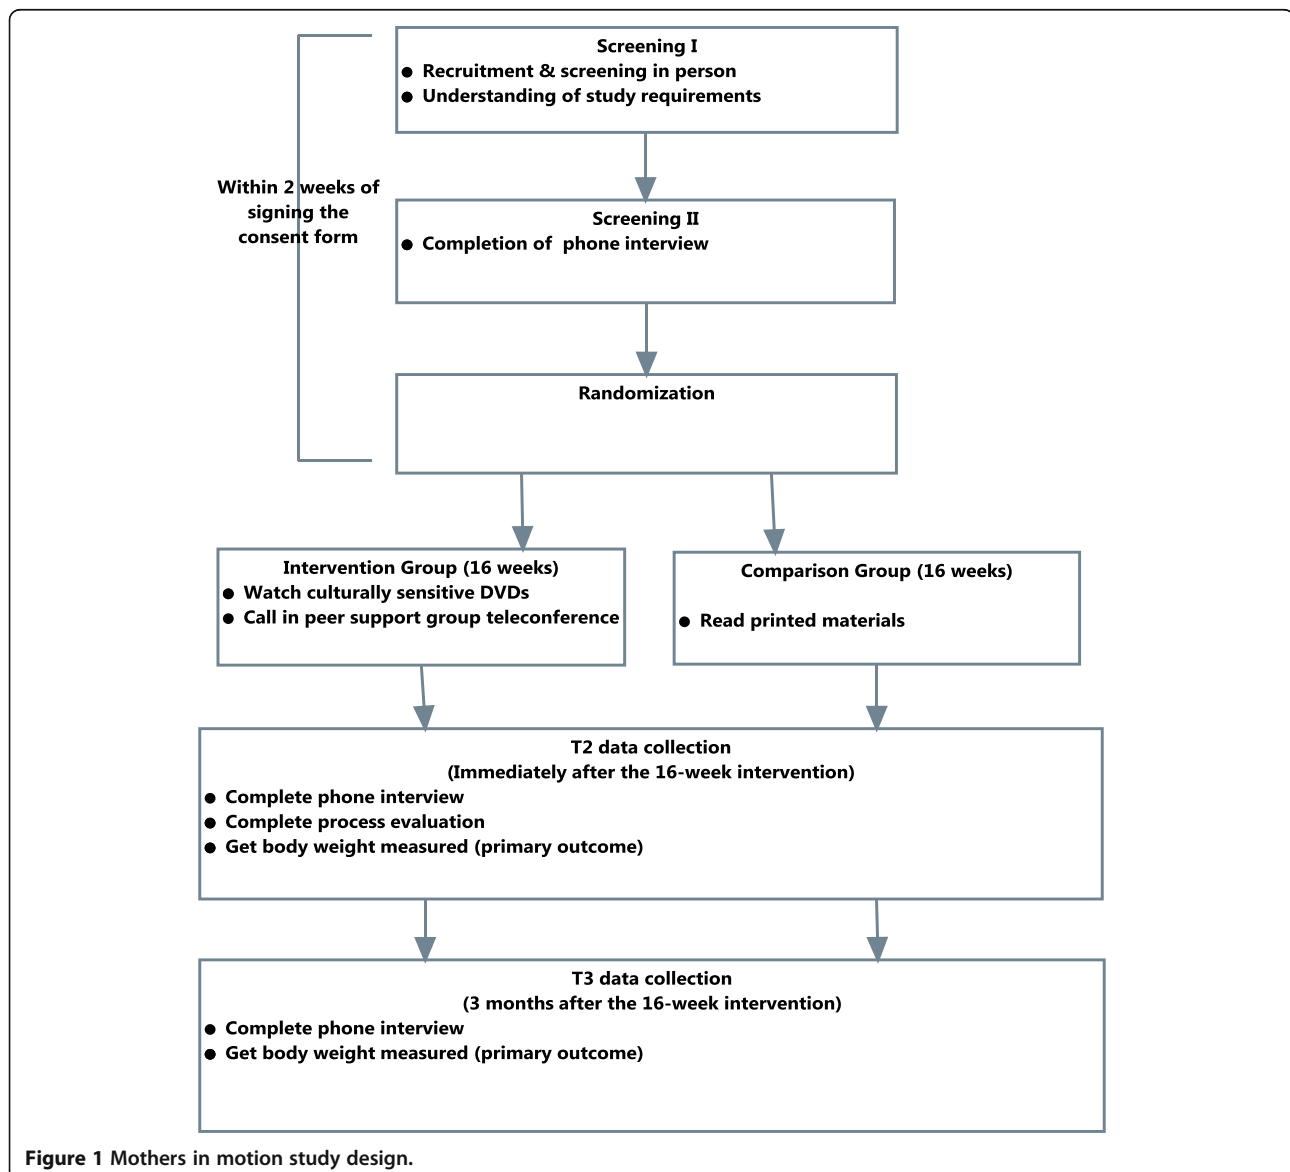 Screening I
● Recruitment & screening in person
● Understanding of study requirements
Within 2 weeks of
signing the
consent form
Screening II
● Completion of phone interview
Randomization
Intervention Group (16 weeks)
● Watch culturally sensitive DVDs
● Call in peer support group teleconference
Comparison Group (16 weeks)
● Read printed materials
T2 data collection
(Immediately after the 16-week intervention)
● Complete phone interview
● Complete process evaluation
● Get body weight measured (primary outcome)
T3 data collection
(3 months after the 16-week intervention)
● Complete phone interview
● Get body weight measured (primary outcome)
Figure 1 Mothers in motion study design.